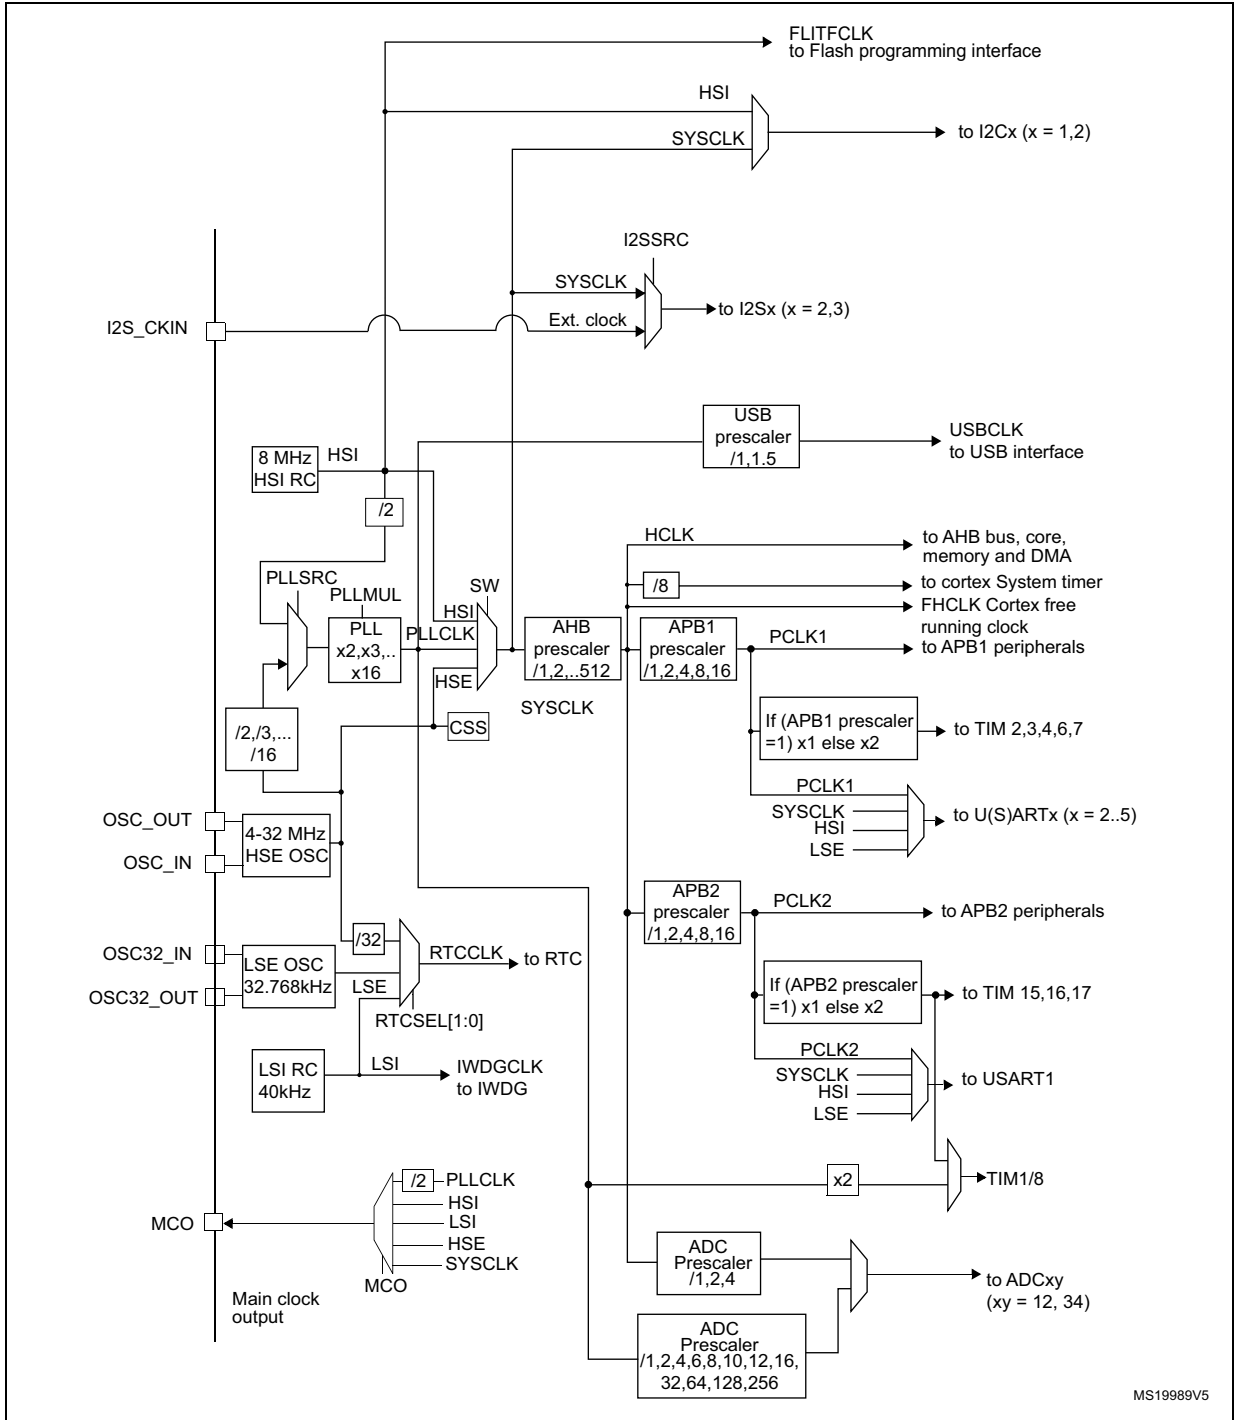 FLITFCLK
to Flash programming interface
HSI
SYSCLK
to I2Cx (x = 1,2)
I2SSRC
SYSCLK
to I2Sx (x = 2,3)
Ext. clock
I2S_CKIN
USB
prescaler
/1,1.5
USBCLK
to USB interface
8 MHz
HSI RC
HSI
/2
HCLK
to AHB bus, core,
memory and DMA
/8
to cortex System timer
FHCLK Cortex free
running clock
PLLSRC
PLLMUL
PLL
x2,x3,..
x16
SW
HSI
PLLCLK
HSE
AHB
prescaler
/1,2,..512
SYSCLK
APB1
prescaler
/1,2,4,8,16
PCLK1
to APB1 peripherals
/2,/3,...
/16
CSS
If (APB1 prescaler
=1) x1 else x2
to TIM 2,3,4,6,7
PCLK1
SYSCLK
HSI
LSE
to U(S)ARTx (x = 2..5)
OSC_OUT
OSC_IN
4-32 MHz
HSE OSC
APB2
prescaler
/1,2,4,8,16
PCLK2
to APB2 peripherals
/32
OSC32_IN
OSC32_OUT
LSE OSC
32.768kHz
LSE
RTCCLK
to RTC
RTCSEL[1:0]
If (APB2 prescaler
=1) x1 else x2
to TIM 15,16,17
LSI RC
40kHz
LSI
IWDGCLK
to IWDG
PCLK2
SYSCLK
HSI
LSE
to USART1
x2
TIM1/8
MCO
/2
PLLCLK
HSI
LSI
HSE
SYSCLK
MCO
Main clock
output
ADC
Prescaler
/1,2,4
to ADCxy
(xy = 12, 34)
ADC
Prescaler
/1,2,4,6,8,10,12,16,
32,64,128,256
MS19989V5